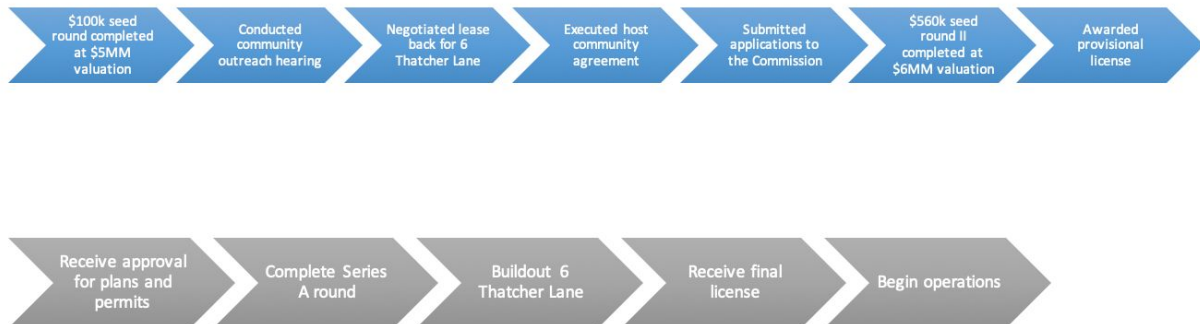 $100k seed
round completed
at $5MM
valuation
Conducted
community
outreach hearing
Negotiated lease
back for 6
Thatcher Lane
Executed host
community
agreement
Submitted
applications to
the Commission
$560k seed
round II
completed at
$6MM valuation
Awarded
provisional
license
Receive approval
for plans and
permits
Complete Series
A round
Buildout 6
Thatcher Lane
Receive final
license
Begin operations